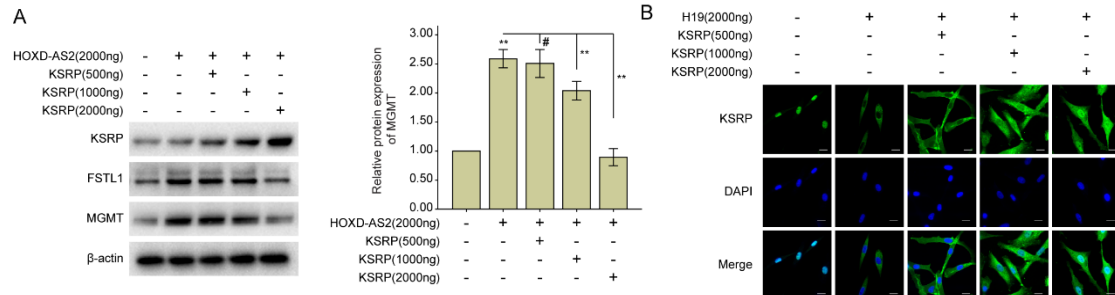 A
HOXD-AS2(2000ng) - + + + +
KSRP(500ng) - - + - -
KSRP(1000ng) - - - + -
KSRP(2000ng) - - - - +
KSRP
FSTL1
MGMT
β-actin
Relative protein expression
of MGMT
3.00
2.50
2.00
1.00
0.50
0.00
** # ** **
HOXD-AS2(2000ng) - + + + +
KSRP(500ng) - - + - -
KSRP(1000ng) - - - + -
KSRP(2000ng) - - - - +
B
H19(2000ng) - + + + +
KSRP(500ng) - - + - -
KSRP(1000ng) - - - + -
KSRP(2000ng) - - - - +
KSRP
DAPI
Merge